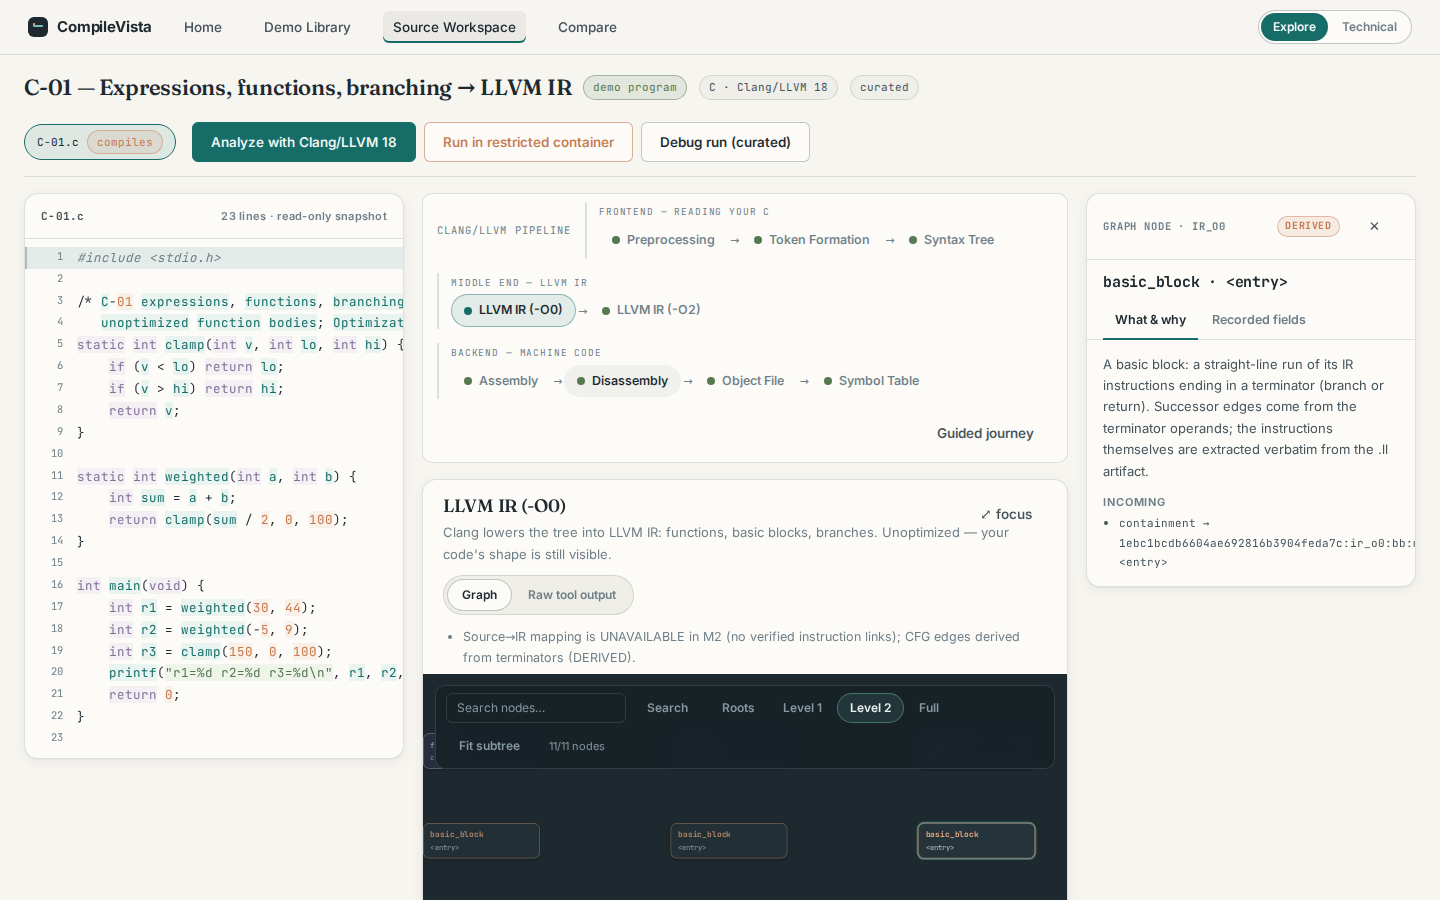 CompileVista
Home
Demo Library
Source Workspace
Compare
Explore
Technical
C-01 — Expressions, functions, branching → LLVM IR
demo program
C · Clang/LLVM 18
curated
C-01.c
compiles
Analyze with Clang/LLVM 18
Run in restricted container
Debug run (curated)
C-01.c
23 lines · read-only snapshot
1 #include <stdio.h>
2
3 /* C-01 expressions, functions, branching
4 unoptimized function bodies; Optimizat
5 static int clamp(int v, int lo, int hi) {
6 if (v < lo) return lo;
7 if (v > hi) return hi;
8 return v;
9 }
10
11 static int weighted(int a, int b) {
12 int sum = a + b;
13 return clamp(sum / 2, 0, 100);
14 }
15
16 int main(void) {
17 int r1 = weighted(30, 44);
18 int r2 = weighted(-5, 9);
19 int r3 = clamp(150, 0, 100);
20 printf("r1=%d r2=%d r3=%d\n", r1, r2,
21 return 0;
22 }
23
CLANG/LLVM PIPELINE
FRONTEND — READING YOUR C
Preprocessing → Token Formation → Syntax Tree
MIDDLE END — LLVM IR
LLVM IR (-O0) → LLVM IR (-O2)
BACKEND — MACHINE CODE
Assembly → Disassembly → Object File → Symbol Table
Guided journey
LLVM IR (-O0)
⤢ focus
Clang lowers the tree into LLVM IR: functions, basic blocks, branches. Unoptimized — your
code's shape is still visible.
Graph
Raw tool output
• Source→IR mapping is UNAVAILABLE in M2 (no verified instruction links); CFG edges derived
from terminators (DERIVED).
Search nodes...
Search
Roots
Level 1
Level 2
Full
Fit subtree
11/11 nodes
basic_block
<entry>
basic_block
<entry>
basic_block
<entry>
GRAPH NODE · IR_O0
DERIVED
×
basic_block · <entry>
What & why
Recorded fields
A basic block: a straight-line run of its IR
instructions ending in a terminator (branch or
return). Successor edges come from the
terminator operands; the instructions
themselves are extracted verbatim from the .ll
artifact.
INCOMING
• containment →
1ebc1bcdb6604ae692816b3904feda7c:ir_o0:bb:
<entry>